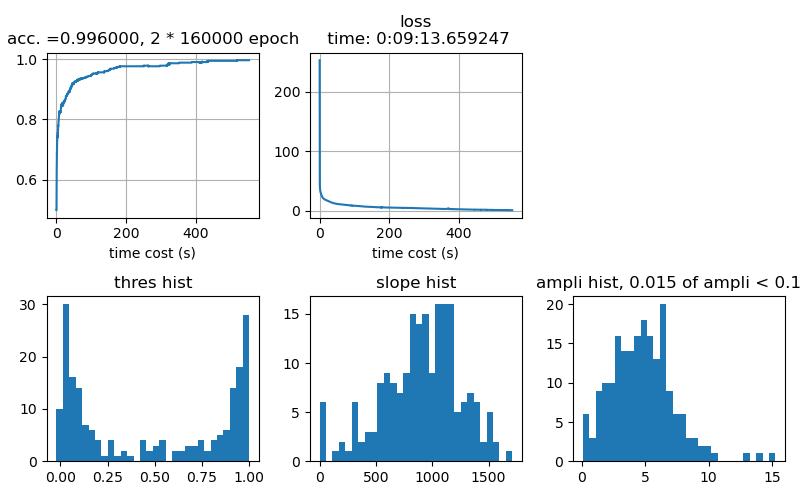 acc. =0.996000, 2 * 160000 epoch
1.0
0.8
0.6
0 200 400
time cost (s)
loss
time: 0:09:13.659247
200
100
0
0 200 400
time cost (s)
thres hist
30
20
10
0
0.00 0.25 0.50 0.75 1.00
slope hist
15
10
5
0
0 500 1000 1500
ampli hist, 0.015 of ampli < 0.1
20
15
10
5
0
0 5 10 15